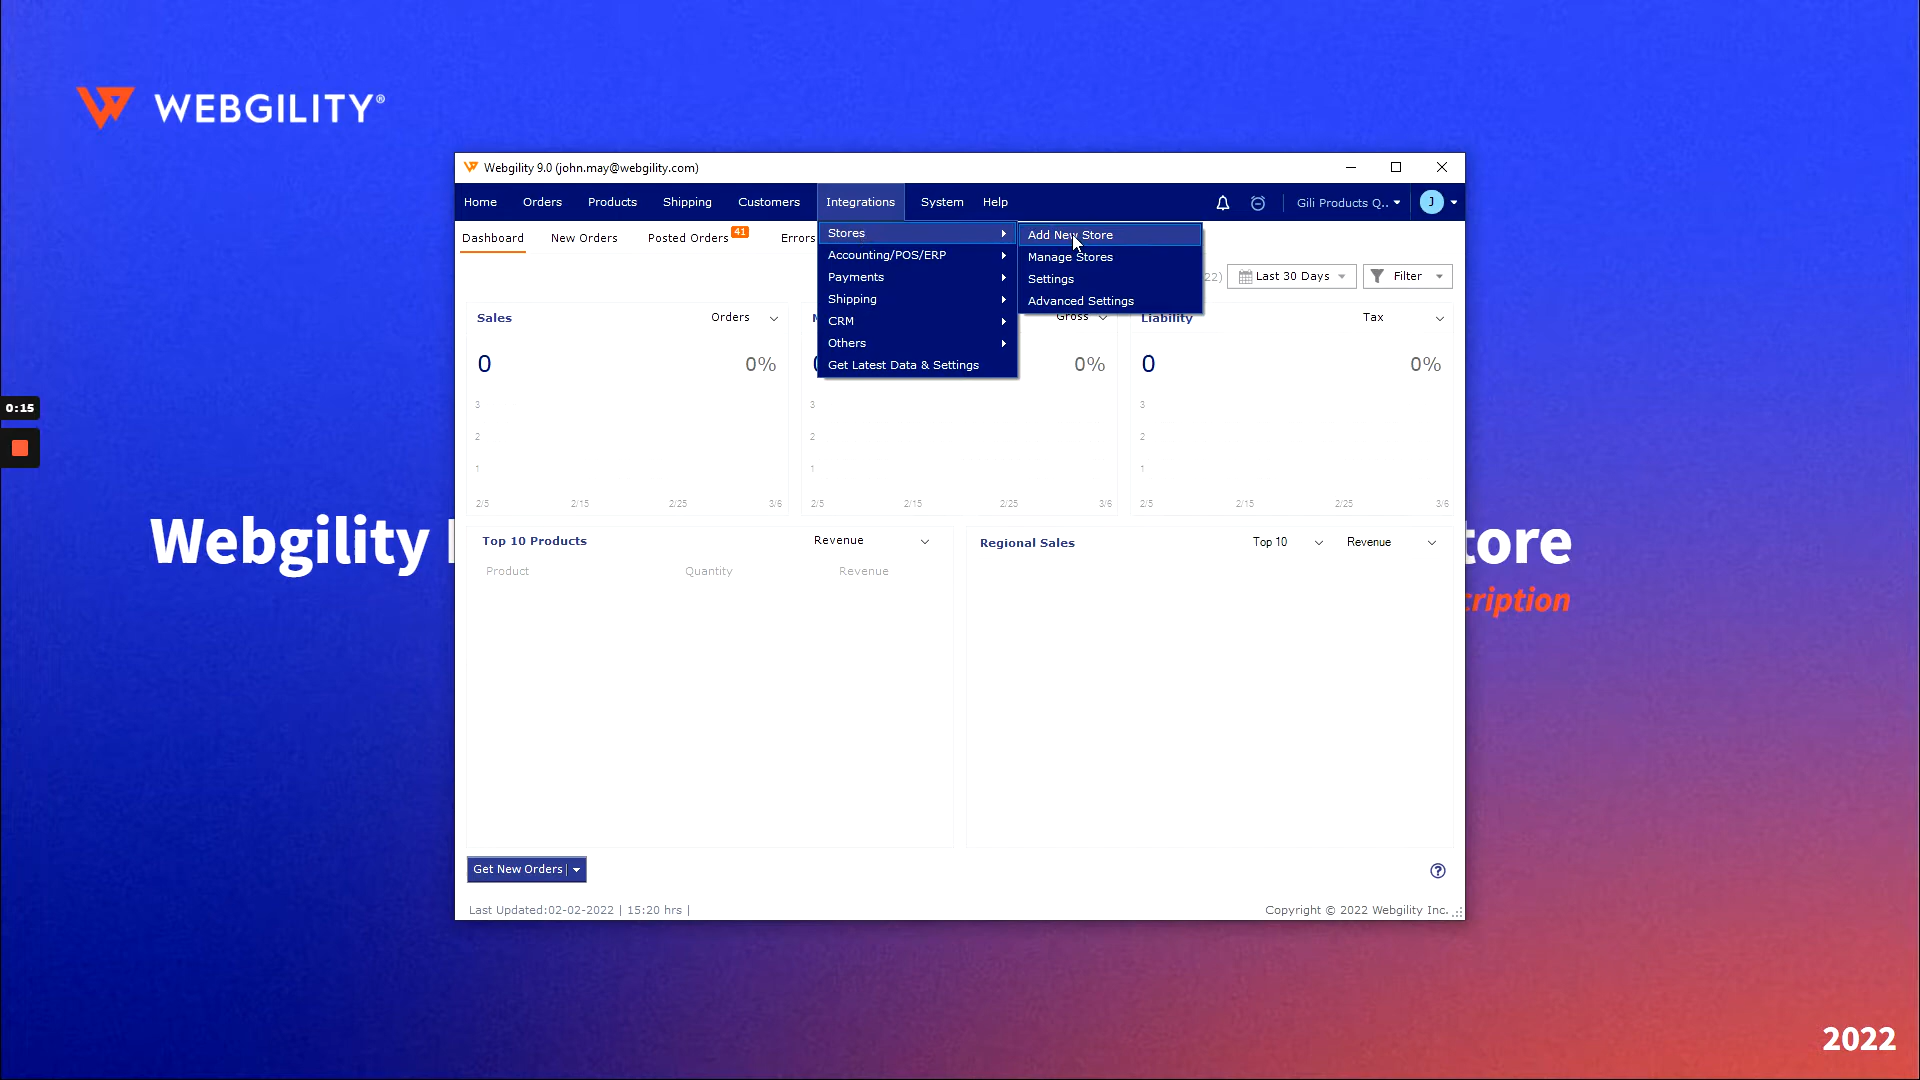 WEBGILITY®
Webgility 9.0 (john.may@webgility.com)
Home Orders Products Shipping Customers Integrations System Help Gili Products Q.. J
Dashboard New Orders Posted Orders 41 Errors
Stores
Accounting/POS/ERP
Payments
Shipping
CRM
Others
Get Latest Data & Settings
Add New Store
Manage Stores
Settings
Advanced Settings
22) Last 30 Days Filter
Sales Orders
0 0%
3
2
1
2/5 2/15 2/25 3/6
Gross
0%
3
2
1
2/5 2/15 2/25 3/6
Liability Tax
0 0%
3
2
1
2/5 2/15 2/25 3/6
0:15
Webgility
tore
cription
Top 10 Products Revenue
Product Quantity Revenue
Regional Sales Top 10 Revenue
Get New Orders
?
Last Updated:02-02-2022 | 15:20 hrs |
Copyright © 2022 Webgility Inc.
2022